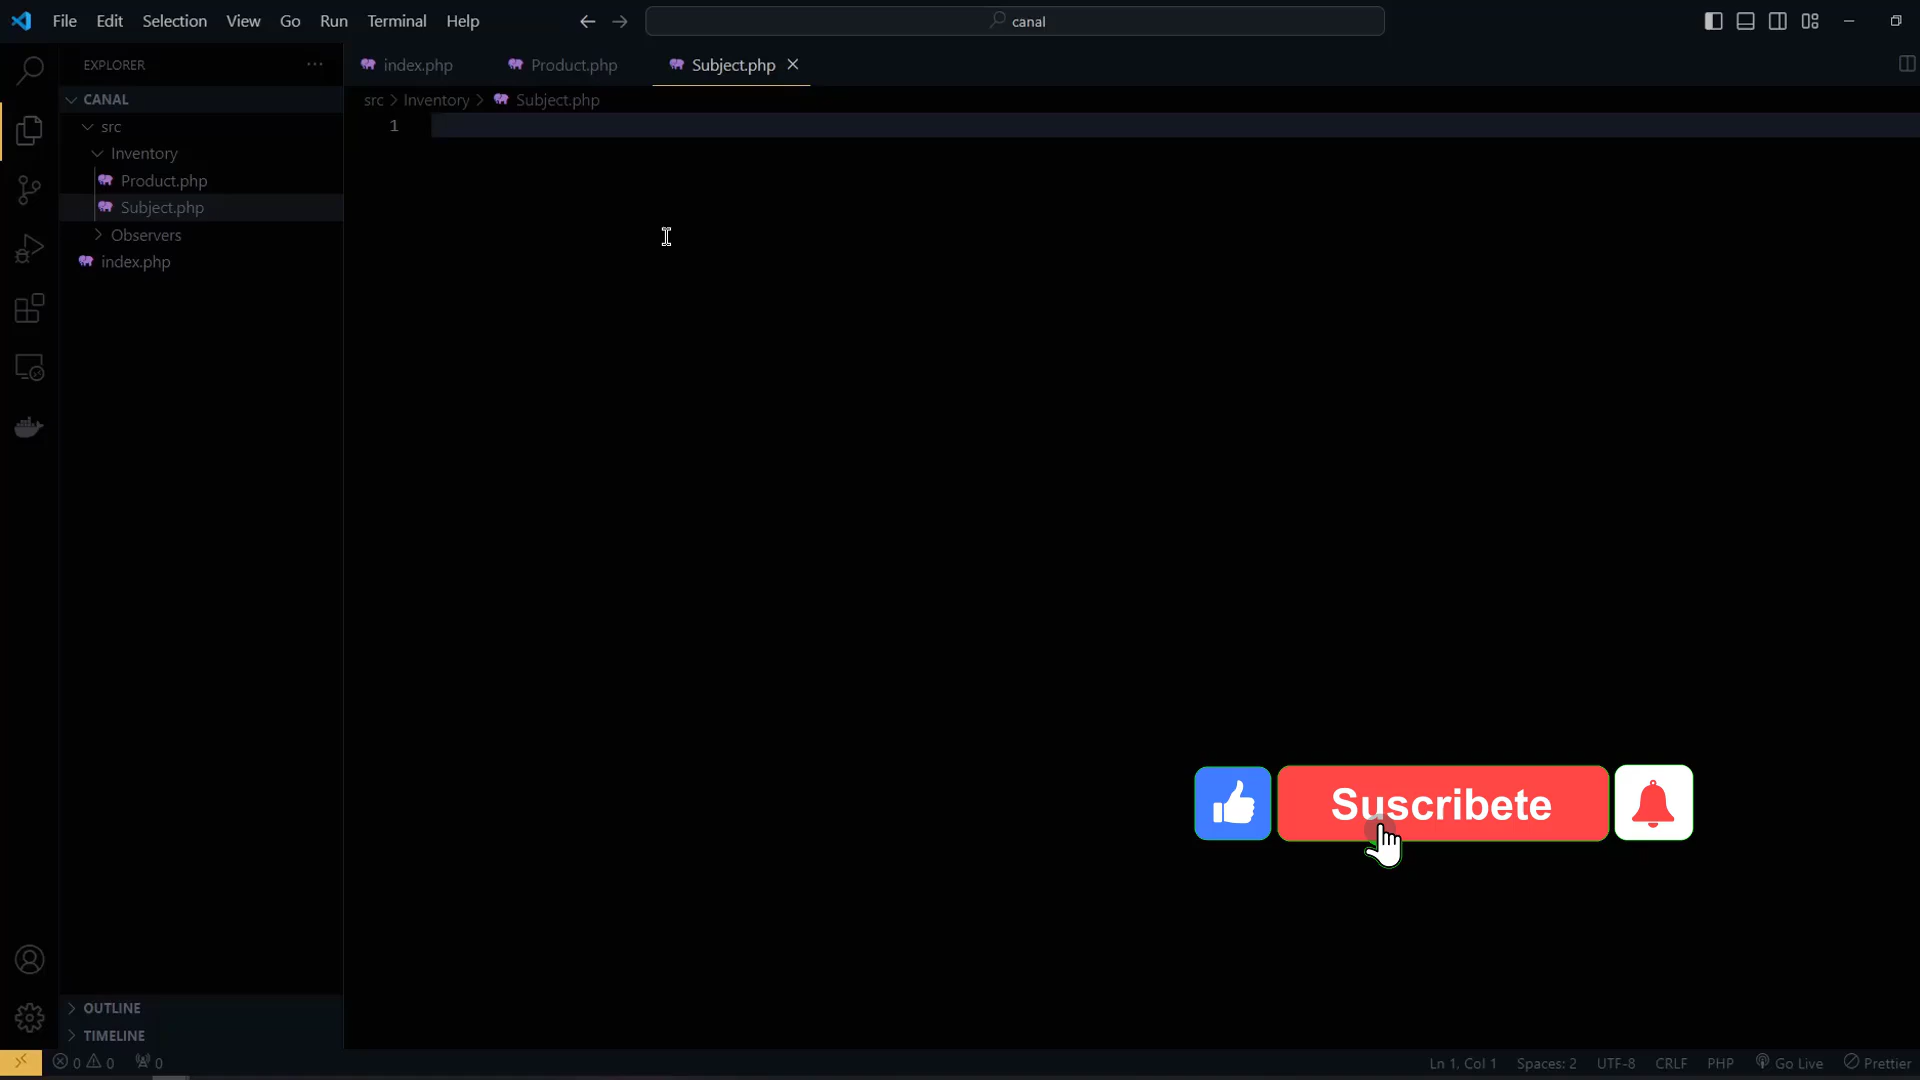 File Edit Selection View Go Run Terminal Help
canal
EXPLORER
index.php
Product.php
Subject.php
CANAL
src > Inventory > Subject.php
src
1
Inventory
Product.php
Subject.php
Observers
index.php
Suscribete
OUTLINE
TIMELINE
0 0 0
Ln 1, Col 1
Spaces: 2
UTF-8
CRLF
PHP
Go Live
Prettier